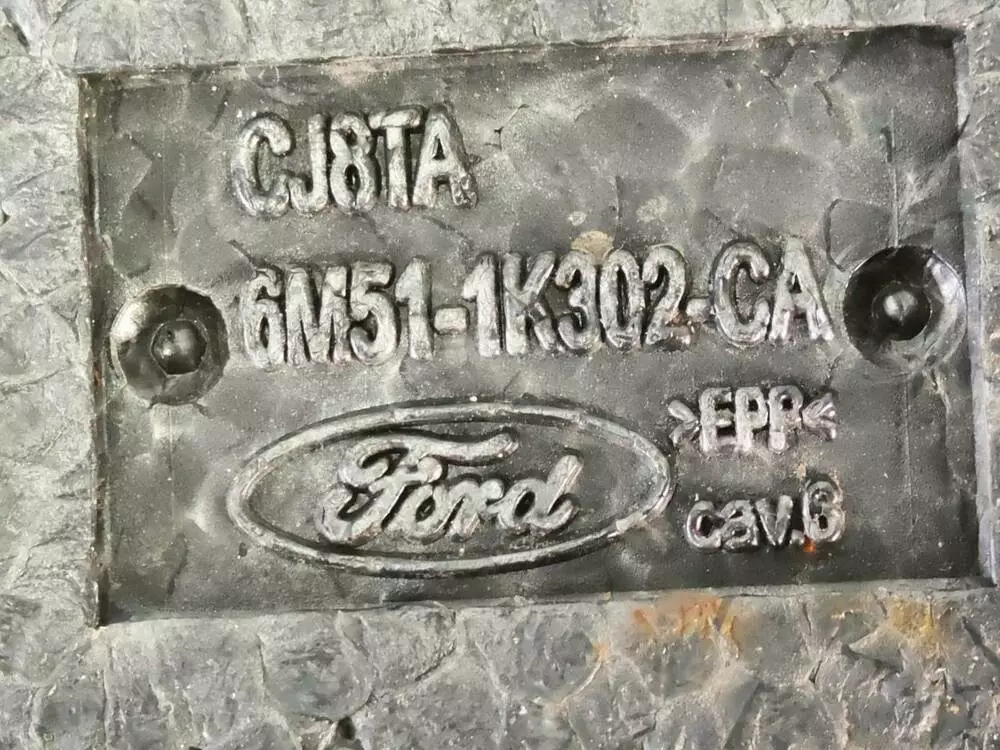 CJ8TA
6M51-1K302-CA
>EPP<
Ford
cav.6